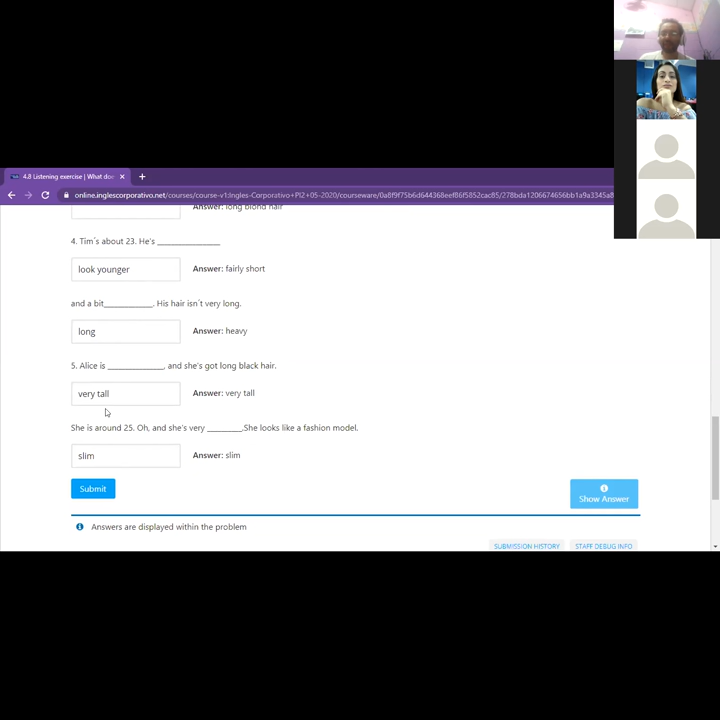 4.8 Listening exercise | What doe
online.inglescorporativo.net/courses/course-v1:Ingles-Corporativo+PI2+05-2020/courseware/0a8f9f75b6d644368eef86f5852cac85/278bda1206674656bb1a9a3345a8
Answer: long blond hair
4. Tim´s about 23. He's ______________
look younger
Answer: fairly short
and a bit___________. His hair isn´t very long.
long
Answer: heavy
5. Alice is _____________, and she's got long black hair.
very tall
Answer: very tall
She is around 25. Oh, and she's very ________.She looks like a fashion model.
slim
Answer: slim
Submit
Show Answer
Answers are displayed within the problem
SUBMISSION HISTORY
STAFF DEBUG INFO